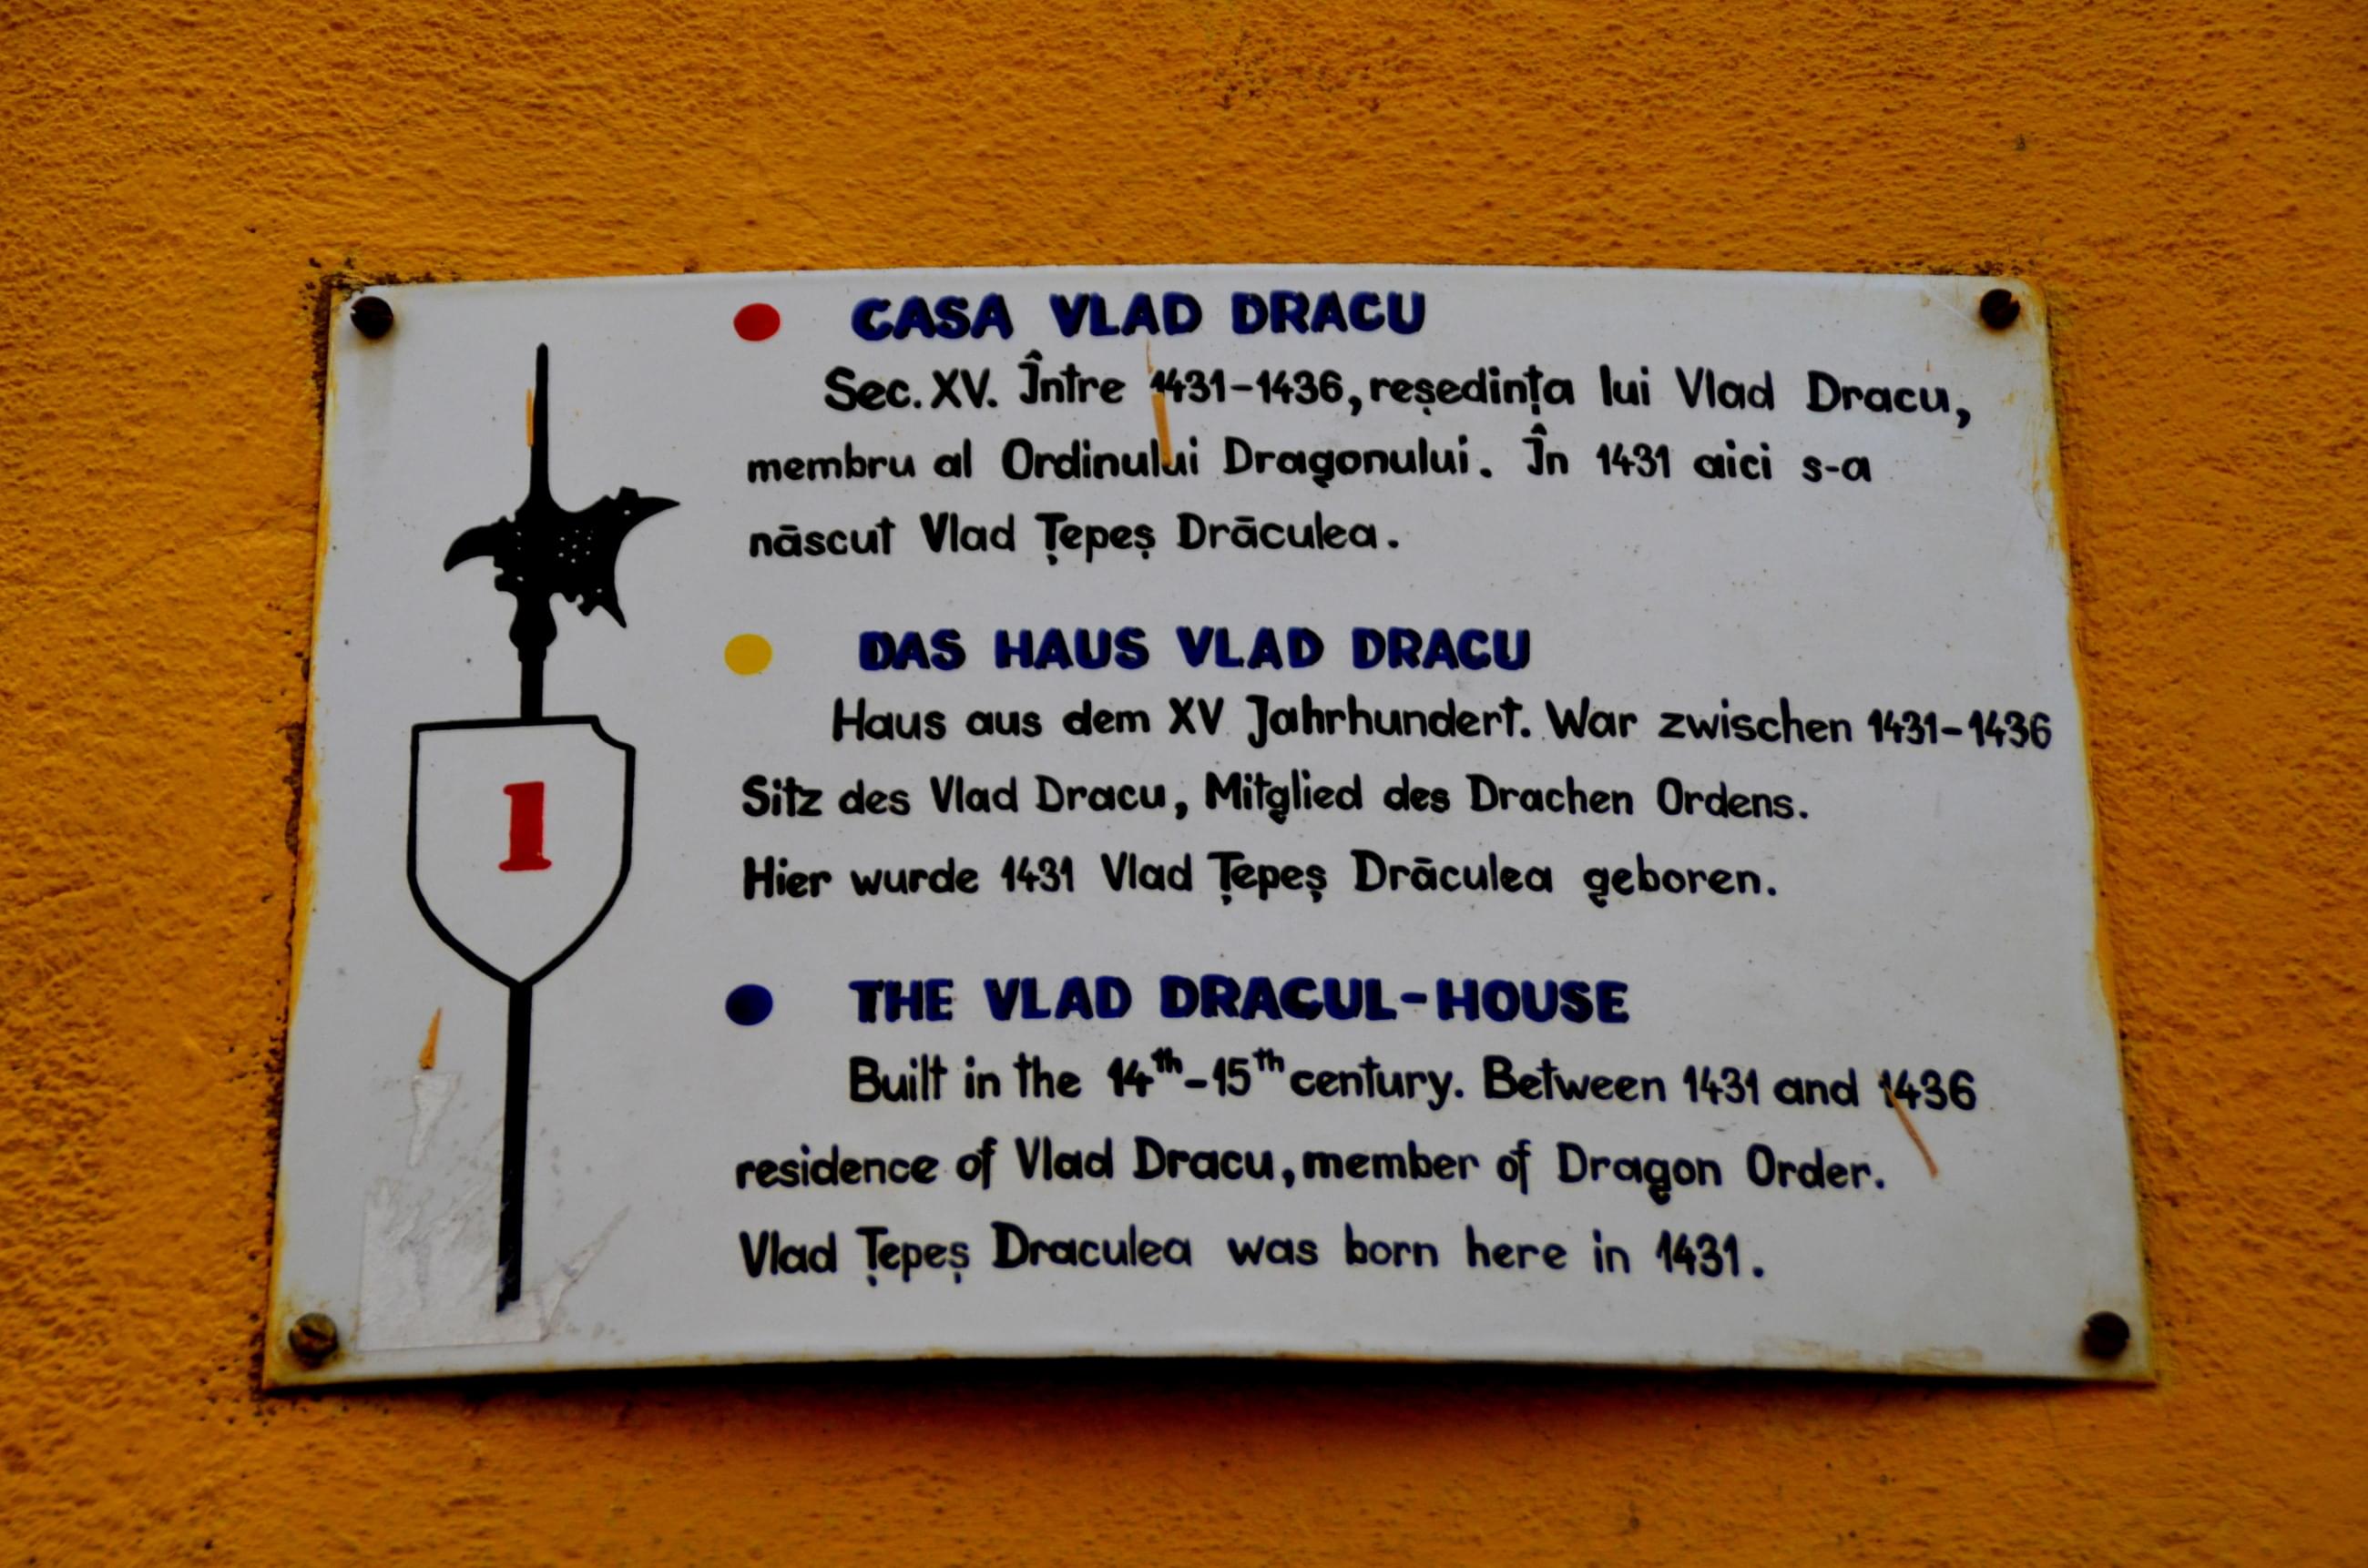 CASA VLAD DRACU
Sec. XV. Între 1431-1436, reședința lui Vlad Dracu,
membru al Ordinului Dragonului. În 1431 aici s-a
născut Vlad Țepeș Drăculea.
DAS HAUS VLAD DRACU
Haus aus dem XV Jahrhundert. War zwischen 1431-1436
Sitz des Vlad Dracu, Mitglied des Drachen Ordens.
Hier wurde 1431 Vlad Țepeș Drăculea geboren.
THE VLAD DRACUL-HOUSE
Built in the 14th-15th century. Between 1431 and 1436
residence of Vlad Dracu, member of Dragon Order.
Vlad Țepeș Draculea was born here in 1431.
1